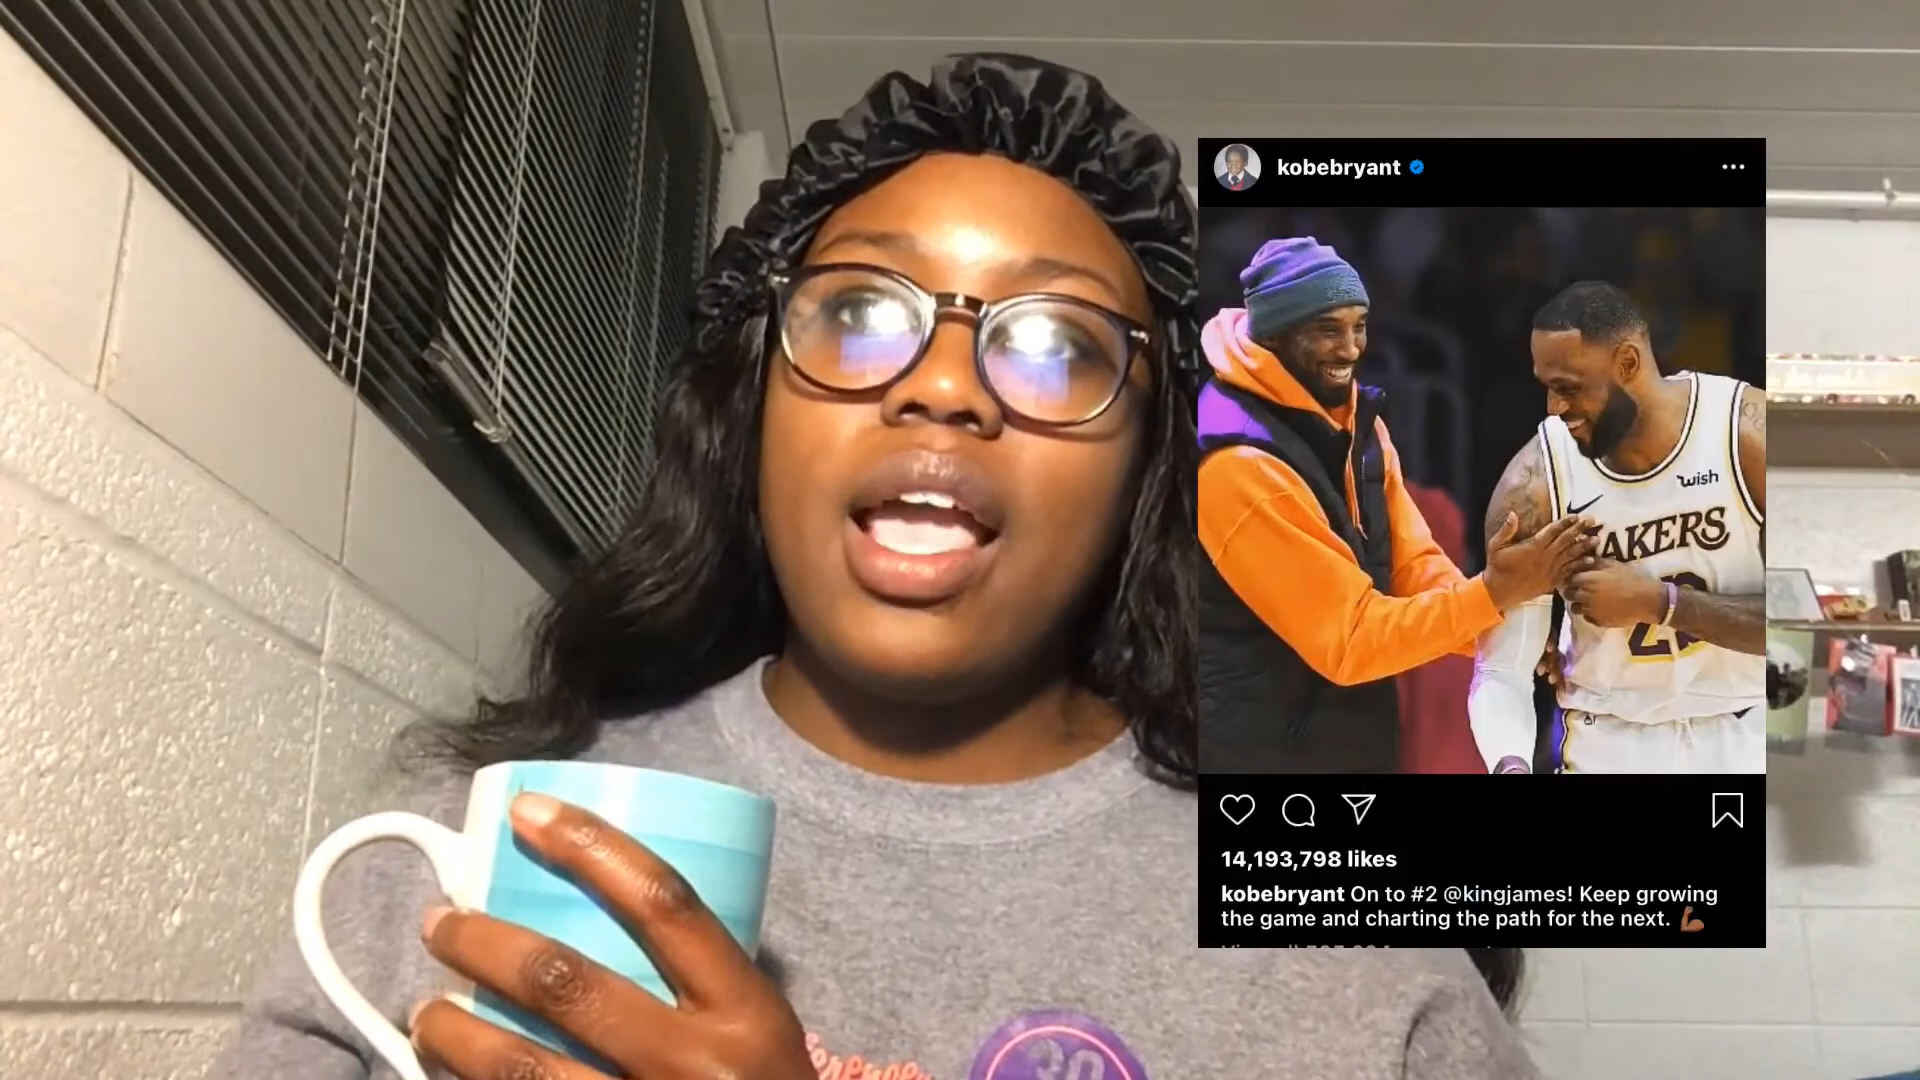 kobebryant
wish
LAKERS
14,193,798 likes
kobebryant On to #2 @kingjames! Keep growing
the game and charting the path for the next. 💪🏾
30